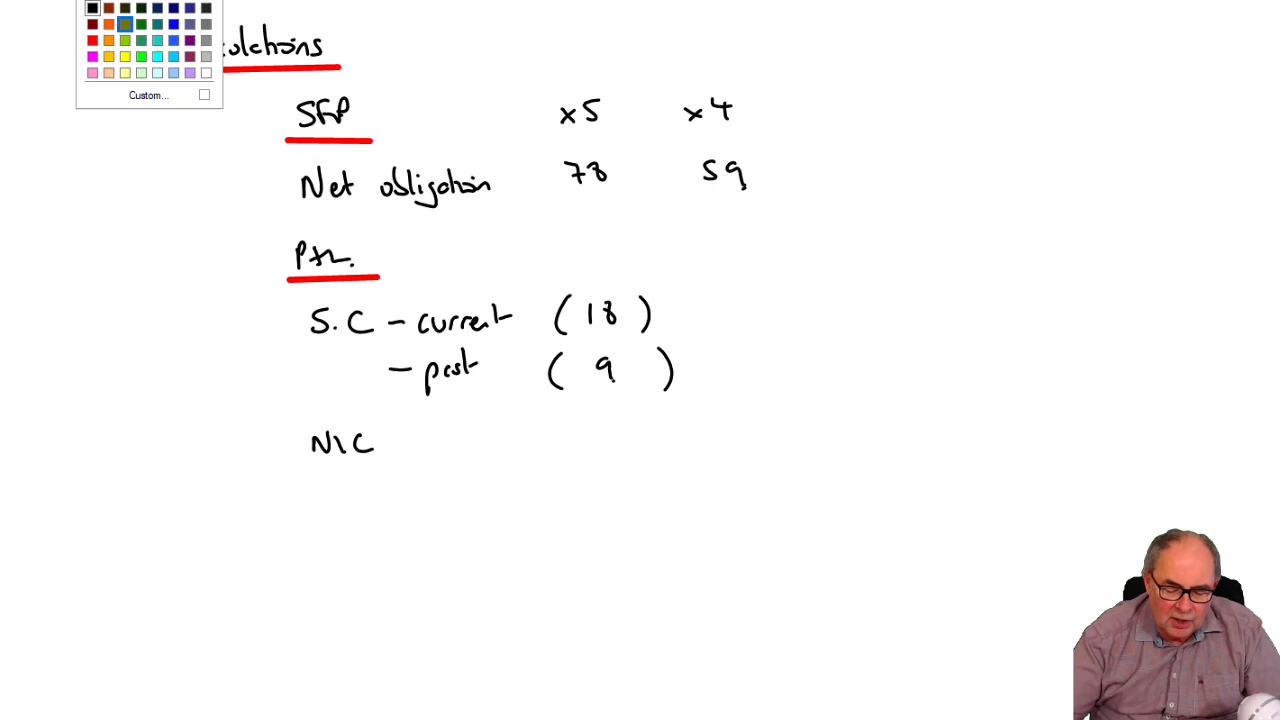 SFP x5 x4
Net obligation 78 59
P&L.
S.C - current ( 18 )
- past ( 9 )
NIC
Custom...